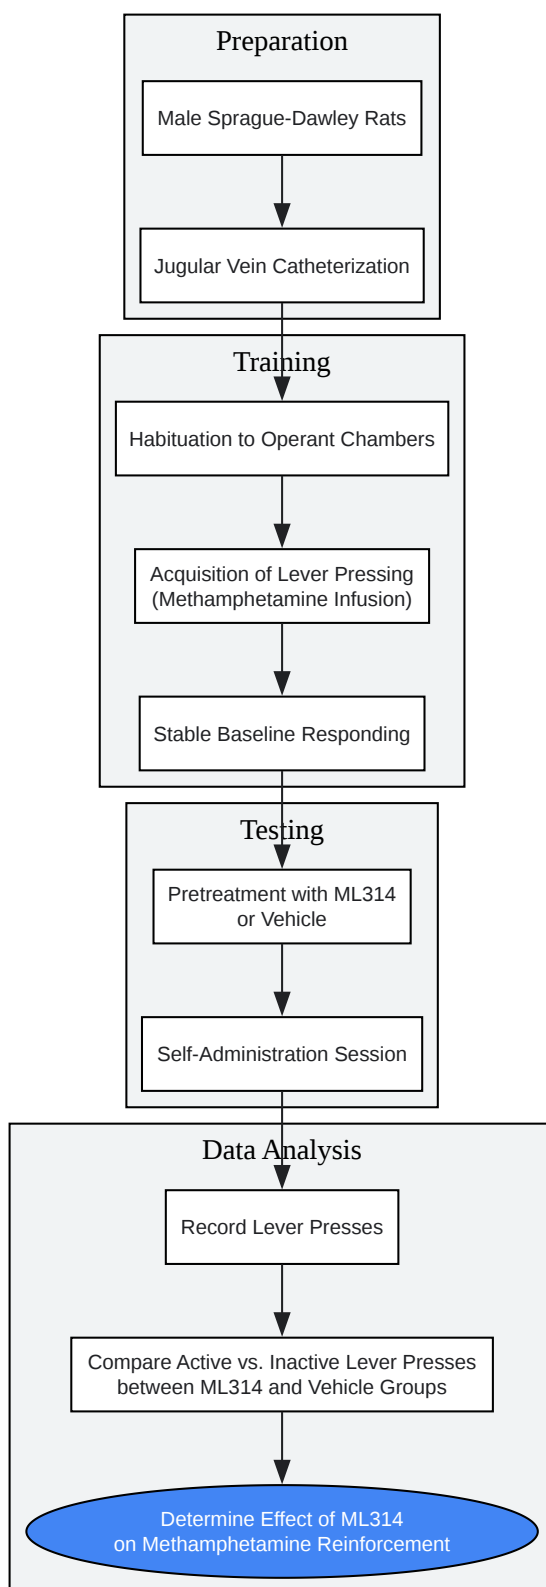 Preparation
Male Sprague-Dawley Rats
Jugular Vein Catheterization
Training
Habituation to Operant Chambers
Acquisition of Lever Pressing
(Methamphetamine Infusion)
Stable Baseline Responding
Testing
Pretreatment with ML314
or Vehicle
Self-Administration Session
Data Analysis
Record Lever Presses
Compare Active vs. Inactive Lever Presses
between ML314 and Vehicle Groups
Determine Effect of ML314
on Methamphetamine Reinforcement